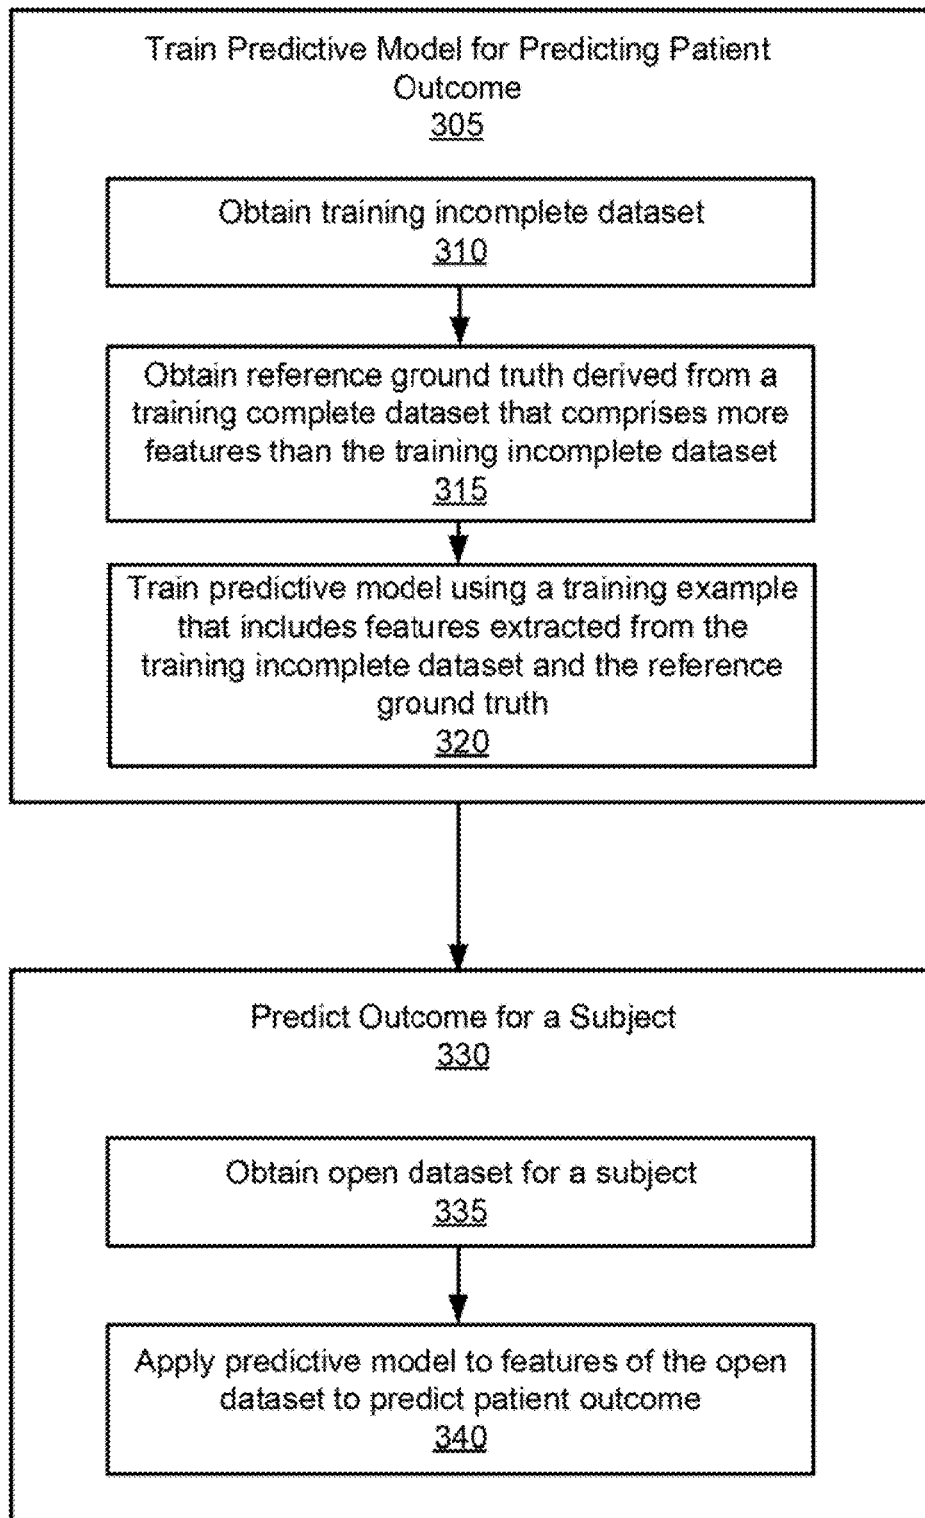 Train Predictive Model for Predicting Patient
Outcome
305
Obtain training incomplete dataset
310
Obtain reference ground truth derived from a
training complete dataset that comprises more
features than the training incomplete dataset
315
Train predictive model using a training example
that includes features extracted from the
training incomplete dataset and the reference
ground truth
320
Predict Outcome for a Subject
330
Obtain open dataset for a subject
335
Apply predictive model to features of the open
dataset to predict patient outcome
340